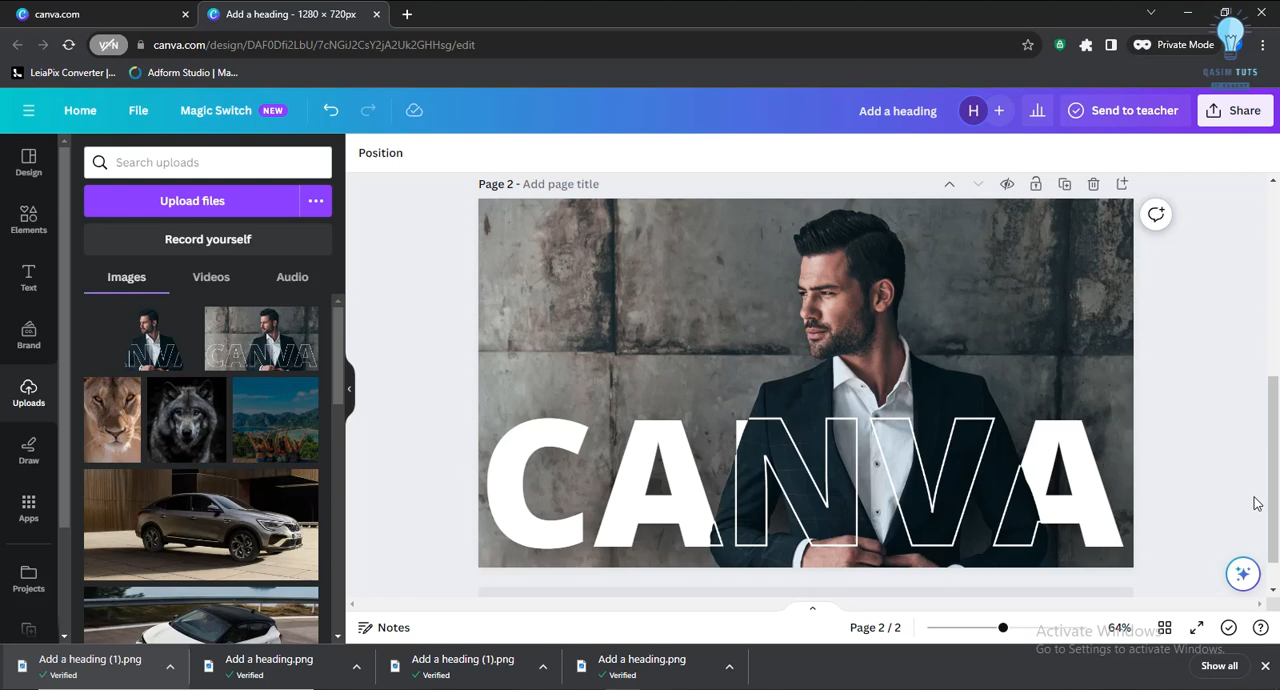 canva.com
Add a heading - 1280 × 720px
VPN
canva.com/design/DAF0Dfi2LbU/7cNGiJ2CsY2jA2Uk2GHHsg/edit
Private Mode
LeiaPix Converter |...
Adform Studio | Ma...
QASIM TUTS
Home
File
Magic Switch NEW
Add a heading
H
Send to teacher
Share
Design
Elements
Text
Brand
Uploads
Draw
Apps
Projects
Search uploads
Upload files
Record yourself
Images
Videos
Audio
CANVA
Position
Page 2 - Add page title
CANVA
Notes
Page 2 / 2
64%
Activate Windows
Go to Settings to activate Windows.
Add a heading (1).png
Verified
Add a heading.png
Verified
Add a heading (1).png
Verified
Add a heading.png
Verified
Show all